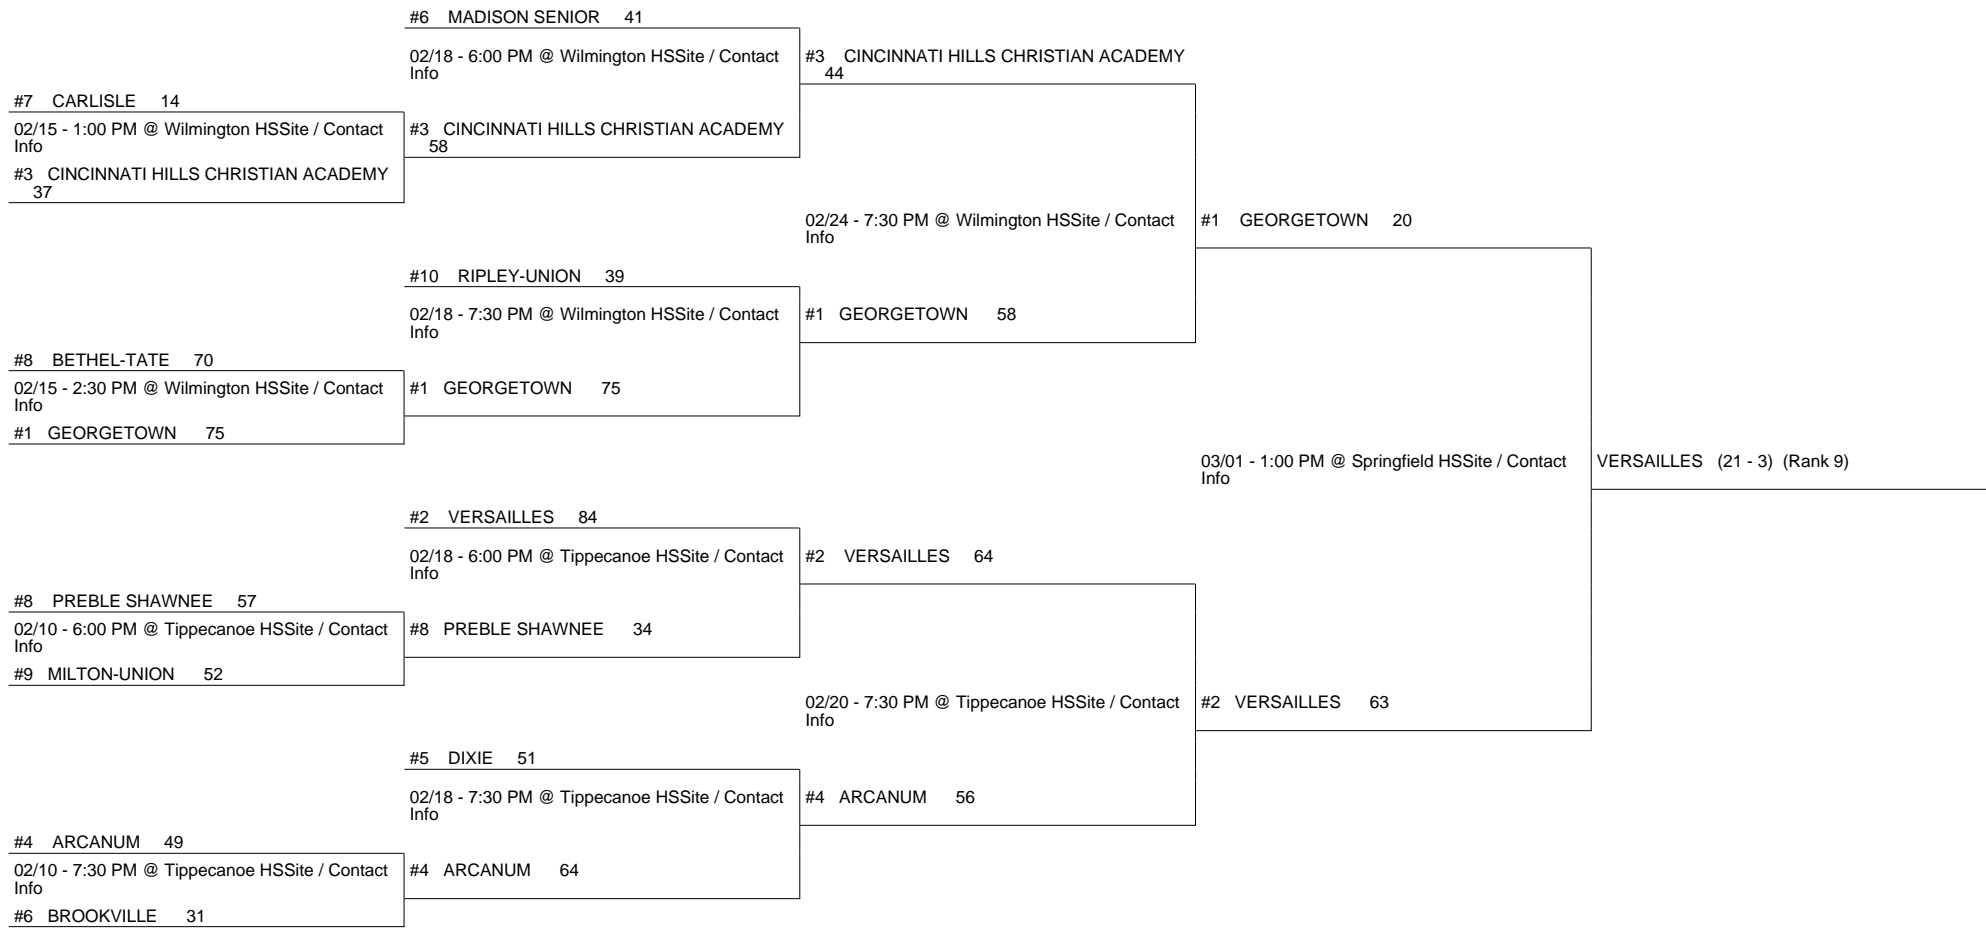 #6 MADISON SENIOR 41
02/18 - 6:00 PM @ Wilmington HSSite / Contact
Info
#3 CINCINNATI HILLS CHRISTIAN ACADEMY
44
#7 CARLISLE 14
02/15 - 1:00 PM @ Wilmington HSSite / Contact
Info
#3 CINCINNATI HILLS CHRISTIAN ACADEMY
58
#3 CINCINNATI HILLS CHRISTIAN ACADEMY
37
02/24 - 7:30 PM @ Wilmington HSSite / Contact
Info
#1 GEORGETOWN 20
#10 RIPLEY-UNION 39
02/18 - 7:30 PM @ Wilmington HSSite / Contact
Info
#1 GEORGETOWN 58
#8 BETHEL-TATE 70
02/15 - 2:30 PM @ Wilmington HSSite / Contact
Info
#1 GEORGETOWN 75
#1 GEORGETOWN 75
03/01 - 1:00 PM @ Springfield HSSite / Contact
Info
VERSAILLES (21 - 3) (Rank 9)
#2 VERSAILLES 84
02/18 - 6:00 PM @ Tippecanoe HSSite / Contact
Info
#2 VERSAILLES 64
#8 PREBLE SHAWNEE 57
02/10 - 6:00 PM @ Tippecanoe HSSite / Contact
Info
#8 PREBLE SHAWNEE 34
#9 MILTON-UNION 52
02/20 - 7:30 PM @ Tippecanoe HSSite / Contact
Info
#2 VERSAILLES 63
#5 DIXIE 51
02/18 - 7:30 PM @ Tippecanoe HSSite / Contact
Info
#4 ARCANUM 56
#4 ARCANUM 49
02/10 - 7:30 PM @ Tippecanoe HSSite / Contact
Info
#4 ARCANUM 64
#6 BROOKVILLE 31